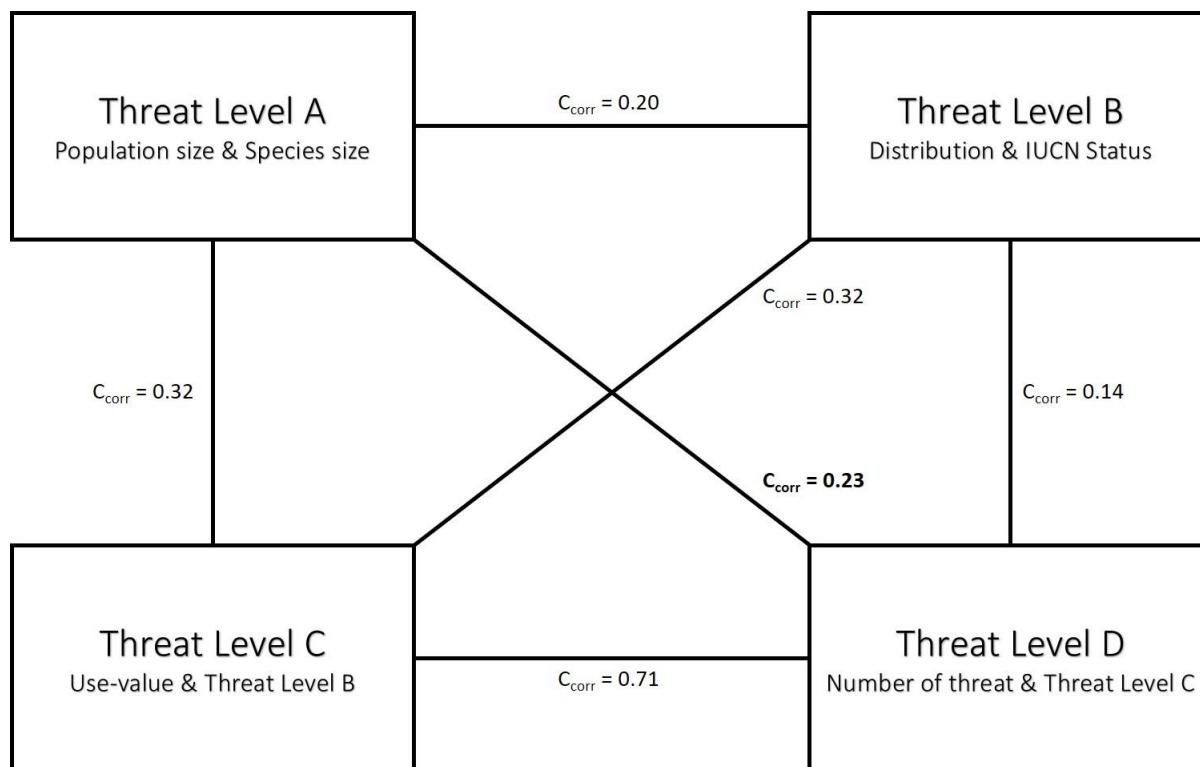 Threat Level A
Population size & Species size
C_corr = 0.20
Threat Level B
Distribution & IUCN Status
C_corr = 0.32
C_corr = 0.32
C_corr = 0.14
C_corr = 0.23
Threat Level C
Use-value & Threat Level B
C_corr = 0.71
Threat Level D
Number of threat & Threat Level C